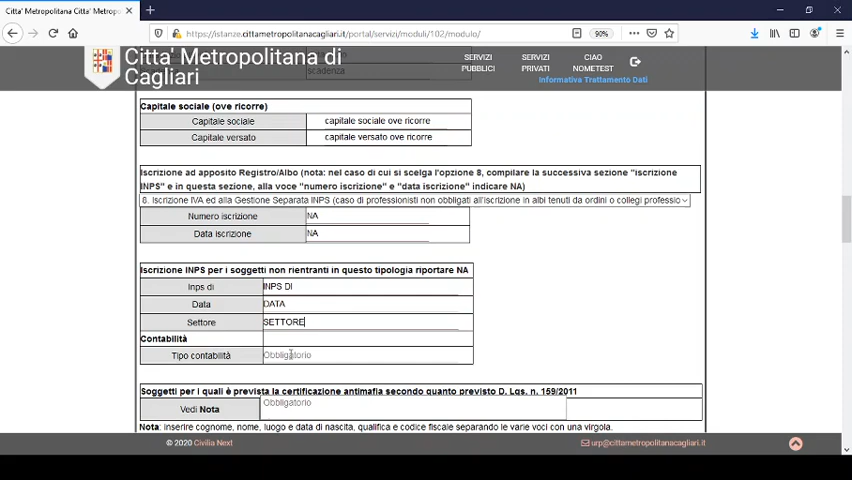 Citta' Metropolitana di Cagliari Citta' Metropo
https://istanze.cittametropolitanacagliari.it/portal/servizi/moduli/102/modulo/
90%
Citta' Metropolitana di
Cagliari
SERVIZI
PUBBLICI
SERVIZI
PRIVATI
CIAO
NOMETEST
Informativa Trattamento Dati
scadenza
Capitale sociale (ove ricorre)
Capitale sociale capitale sociale ove ricorre
Capitale versato capitale versato ove ricorre
Iscrizione ad apposito Registro/Albo (nota: nel caso di cui si scelga l'opzione 8, compilare la successiva sezione "iscrizione
INPS" e in questa sezione, alla voce "numero iscrizione" e "data iscrizione" indicare NA)
8. Iscrizione IVA ed alla Gestione Separata INPS (caso di professionisti non obbligati all'iscrizione in albi tenuti da ordini o collegi professio
Numero iscrizione NA
Data iscrizione NA
Iscrizione INPS per i soggetti non rientranti in questo tipologia riportare NA
Inps di INPS DI
Data DATA
Settore SETTORE
Contabilità
Tipo contabilità Obbligatorio
Soggetti per i quali è prevista la certificazione antimafia secondo quanto previsto D. Lgs. n. 159/2011
Vedi Nota Obbligatorio
Nota: inserire cognome, nome, luogo e data di nascita, qualifica e codice fiscale separando le varie voci con una virgola.
© 2020 Civilia Next
urp@cittametropolitanacagliari.it